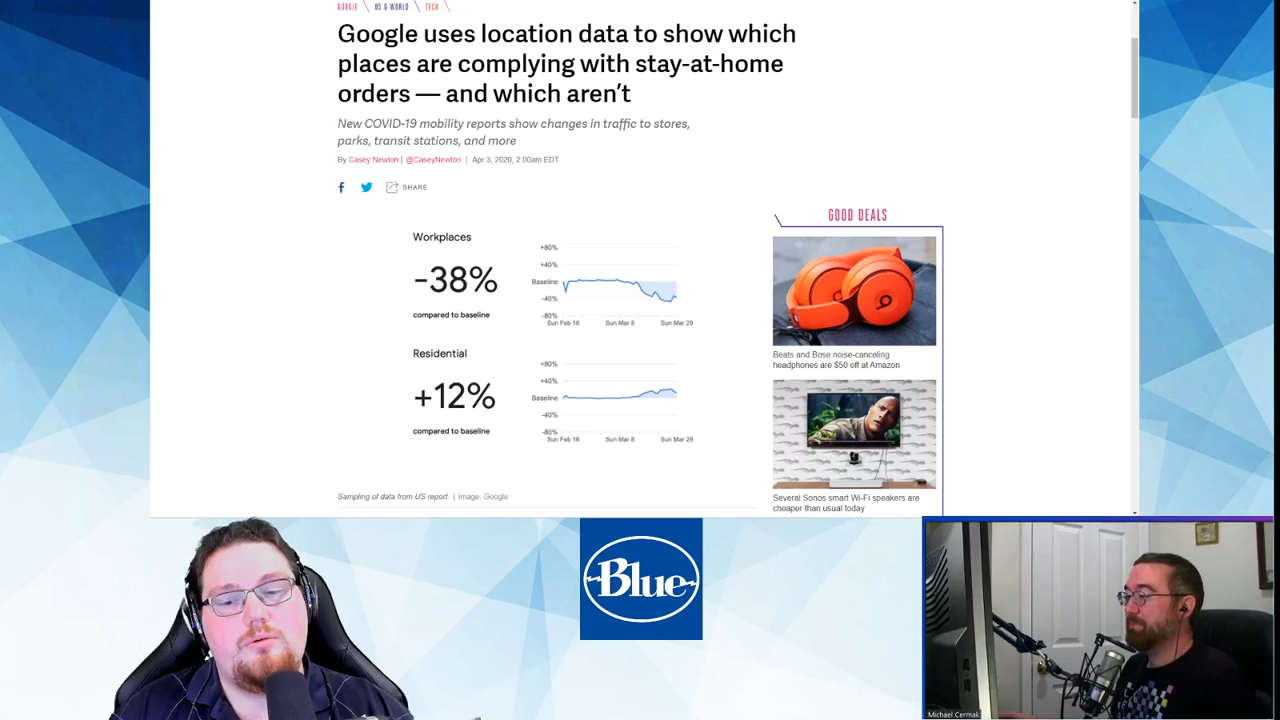 GOOGLE
US & WORLD
TECH
Google uses location data to show which
places are complying with stay-at-home
orders — and which aren't
New COVID-19 mobility reports show changes in traffic to stores,
parks, transit stations, and more
By Casey Newton | @CaseyNewton | Apr 3, 2020, 2:00am EDT
SHARE
Workplaces
-38%
compared to baseline
+80%
+40%
Baseline
-40%
-80%
Sun Feb 16
Sun Mar 8
Sun Mar 29
Residential
+12%
compared to baseline
+80%
+40%
Baseline
-40%
-80%
Sun Feb 16
Sun Mar 8
Sun Mar 29
Sampling of data from US report. | Image: Google
GOOD DEALS
Beats and Bose noise-canceling
headphones are $50 off at Amazon
Several Sonos smart Wi-Fi speakers are
cheaper than usual today
Blue
Michael Cermak